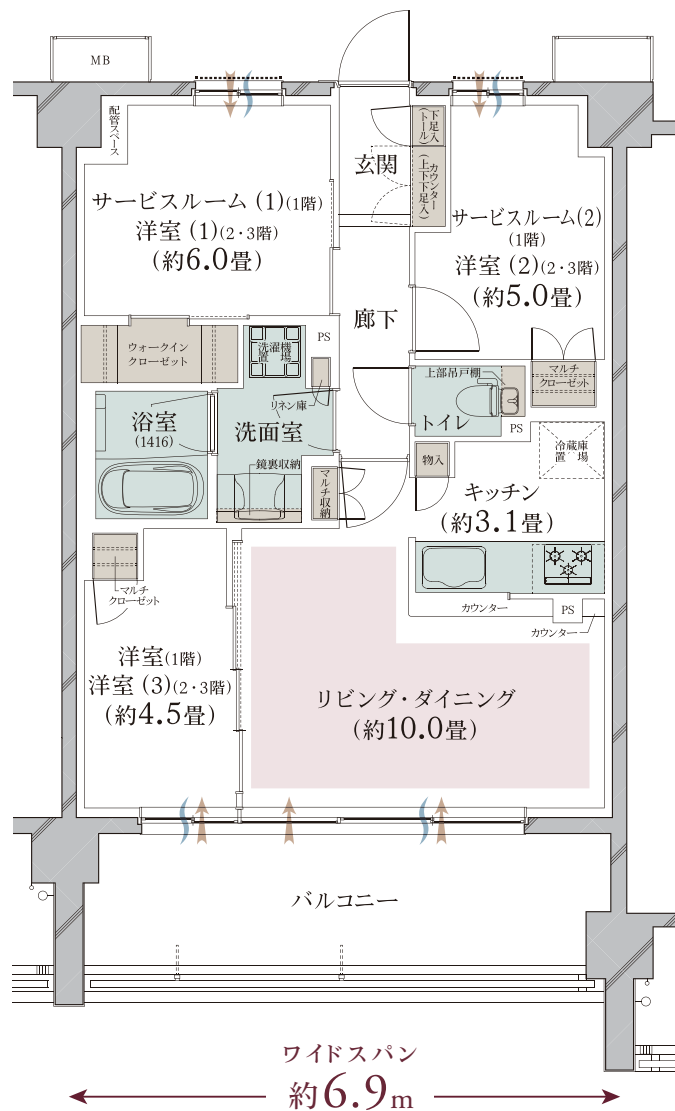 MB
配管スペース
サービスルーム (1)(1階)
洋室 (1)(2・3階)
(約6.0畳)
玄関
下足入
(トール)
カウンター
(上下下足入)
サービスルーム(2)
(1階)
洋室 (2)(2・3階)
(約5.0畳)
廊下
ウォークイン
クローゼット
洗濯機
置場
PS
リネン庫
上部吊戸棚
トイレ
PS
マルチ
クローゼット
浴室
(1416)
洗面室
鏡裏収納
マルチ収納
物入
冷蔵庫
置場
キッチン
(約3.1畳)
マルチ
クローゼット
カウンター
PS
カウンター
洋室(1階)
洋室 (3)(2・3階)
(約4.5畳)
リビング・ダイニング
(約10.0畳)
バルコニー
ワイドスパン
約6.9m